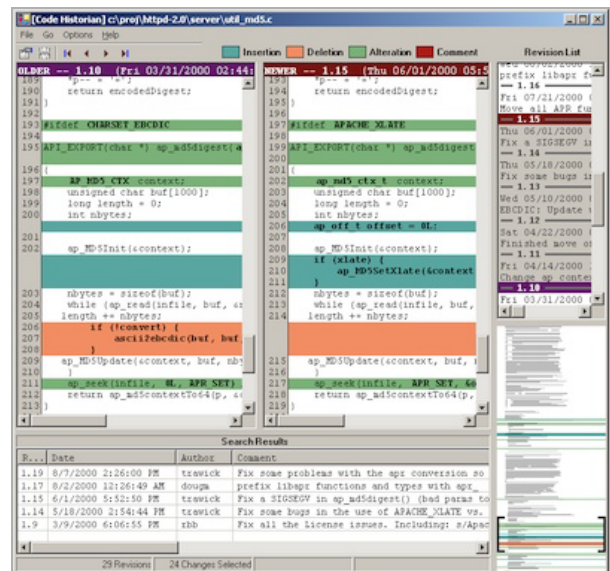 [Code Historian] c:\proj\httpd-2.0\server\util_md5.c
File Go Options Help
Insertion Deletion Alteration Comment Revision List
OLDER -- 1.10 (Fri 03/31/2000 02:44:
189 *p-- = '=';
190 return encodedDigest;
191 }
192
193 #ifdef CHARSET_EBCDIC
194
195 API_EXPORT(char *) ap_md5digest(
196 {
197 AP_MD5_CTX context;
198 unsigned char buf[1000];
199 long length = 0;
200 int nbytes;
201
202 ap_MD5Init(&context);
203 nbytes = sizeof(buf);
204 while (ap_read(infile, buf,
205 length += nbytes;
206 if (!convert) {
207 ascii2ebcdic(buf, buf,
208 }
209 ap_MD5Update(&context, buf,
210 }
211 ap_seek(infile, 0L, APR_SET)
212 return ap_md5contextTo64(p,
213 }
NEWER -- 1.15 (Thu 06/01/2000 05:5
193 *p-- = '=';
194 return encodedDigest;
195 }
196
197 #ifdef APACHE_XLATE
198
199 API_EXPORT(char *) ap_md5digest
201 {
202 ap_md5_ctx_t context;
203 unsigned char buf[1000];
204 long length = 0;
205 int nbytes;
206 ap_off_t offset = 0L;
207
208 ap_MD5Init(&context);
209 if (xlate) {
210 ap_MD5SetXlate(&context
211 }
212 nbytes = sizeof(buf);
213 while (ap_read(infile,
214 length += nbytes;
215 ap_MD5Update(&context, buf,
216 }
217 ap_seek(infile, APR_SET,
218 return ap_md5contextTo64(p,
219 }
prefix libapr
1.16
Fri 07/21/2000
Move all APR
1.15
Thu 06/01/2000
Fix a SIGSEGV in
1.14
Thu 05/18/2000
Fix some bugs in
1.13
Wed 05/10/2000
EBCDIC: Update
1.12
Sat 04/22/2000
Finished move of
1.11
Fri 04/14/2000
Change ap
1.10
Fri 03/31/2000
Search Results
R... Date Author Comment
1.19 8/7/2000 2:26:00 PM trawick Fix some problems with the apr conversion so
1.17 8/2/2000 12:26:49 AM dougm prefix libapr functions and types with apr_
1.15 6/1/2000 5:52:50 PM trawick Fix a SIGSEGV in ap_md5digest() (bad parms to
1.14 5/18/2000 2:54:44 PM trawick Fix some bugs in the use of APACHE_XLATE vs.
1.9 3/9/2000 6:06:55 PM rbb Fix all the License issues. Including: s/Apac
29 Revisions 24 Changes Selected